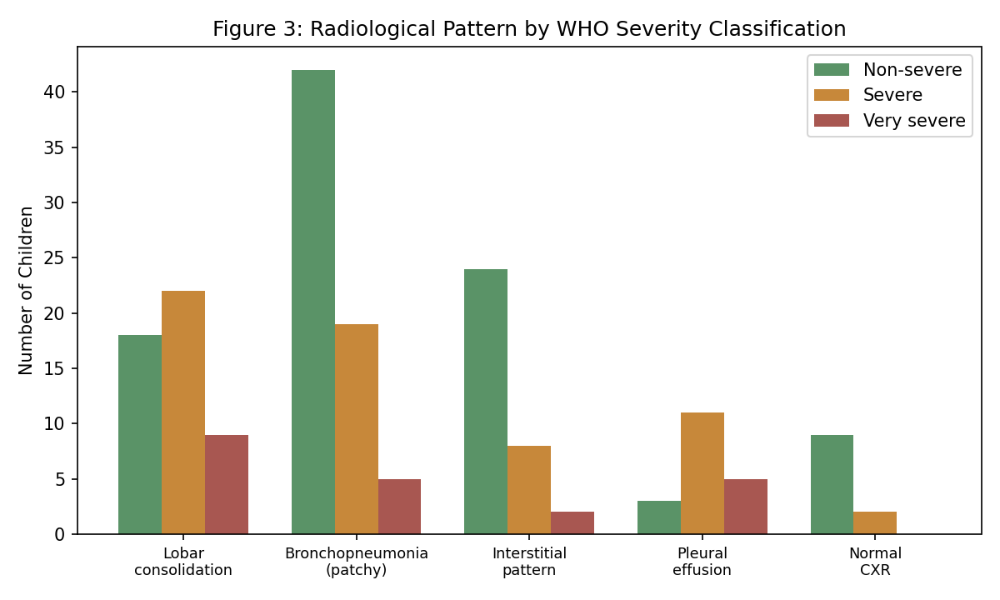 Figure 3: Radiological Pattern by WHO Severity Classification
Non-severe
Severe
Very severe
Number of Children
40
35
30
25
20
15
10
5
0
Lobar
consolidation
Bronchopneumonia
(patchy)
Interstitial
pattern
Pleural
effusion
Normal
CXR